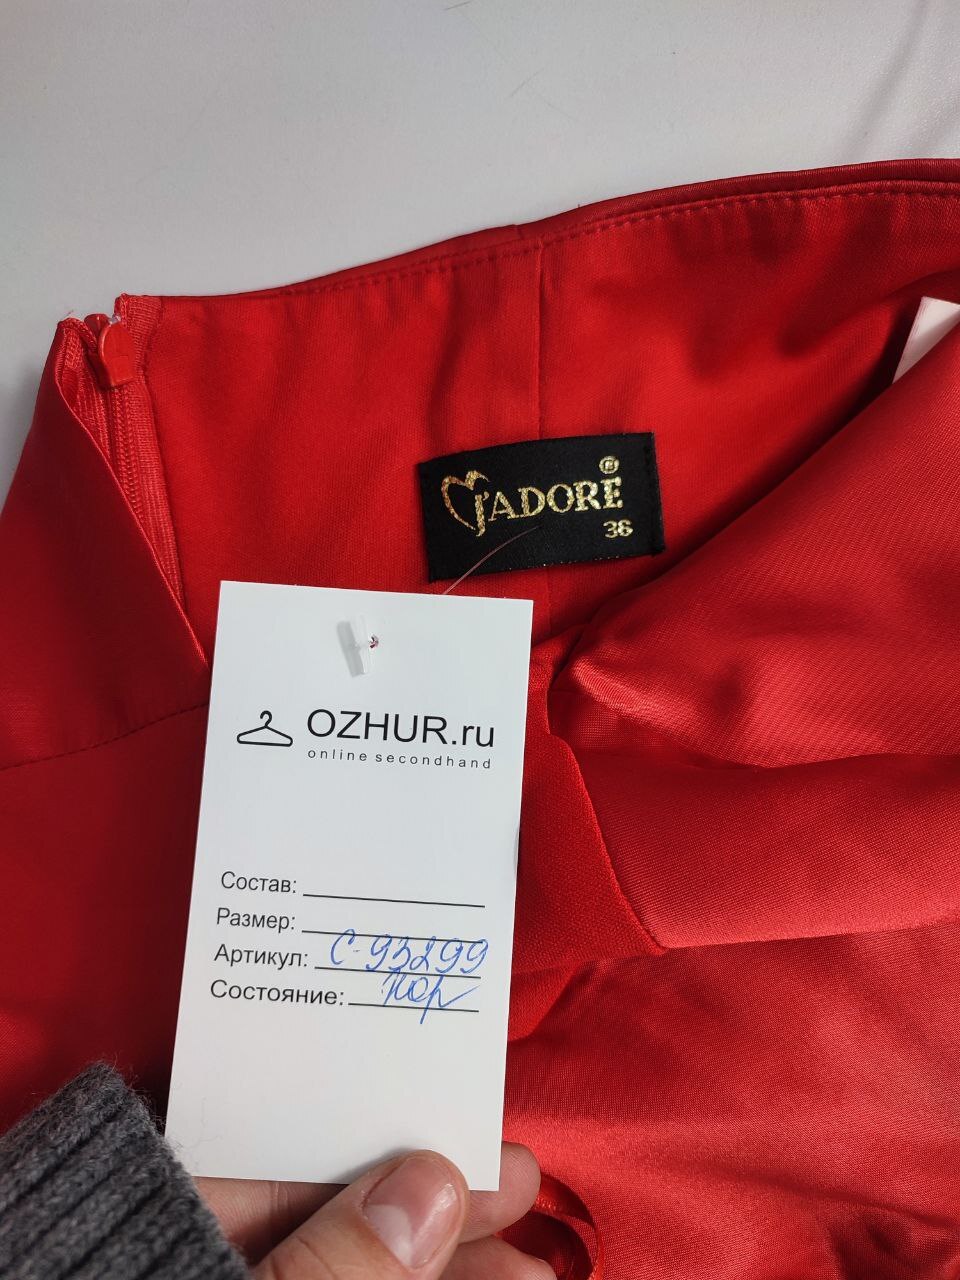 ®
J'ADORE
36
OZHUR.ru
online secondhand
Состав:
Размер:
Артикул: С-93299
Состояние: хор